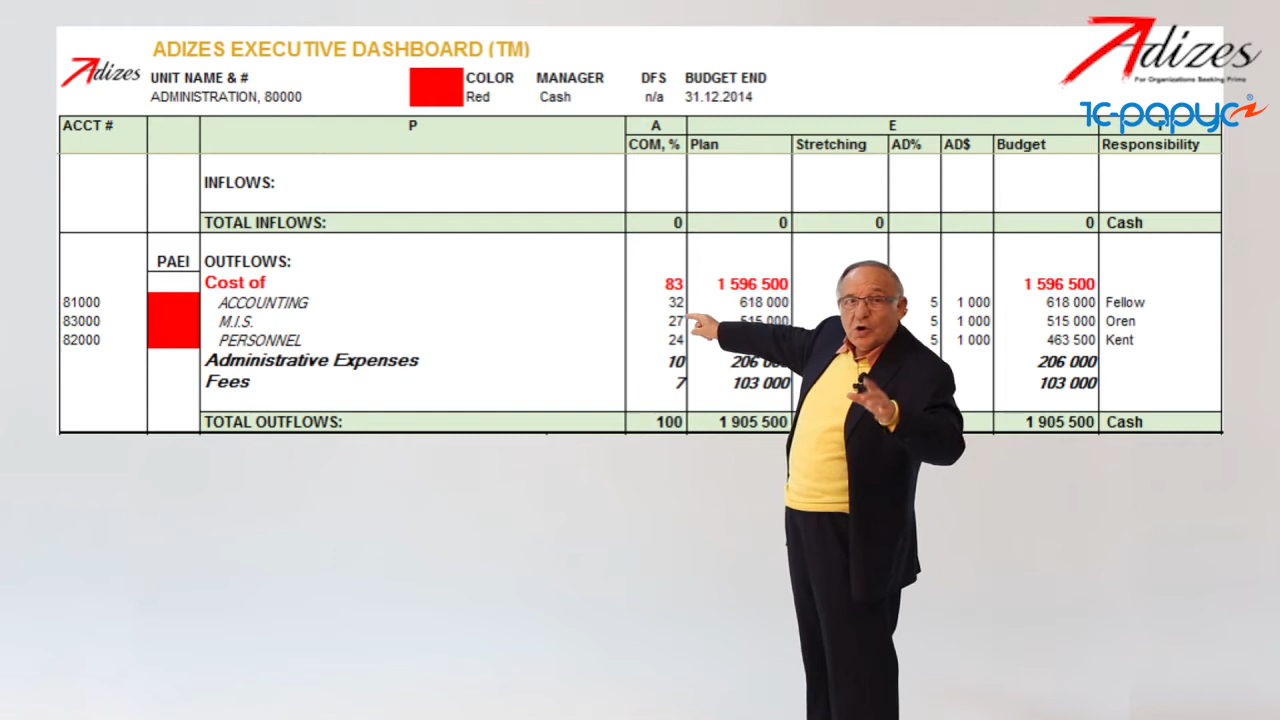 ADIZES EXECUTIVE DASHBOARD (TM)
Adizes
For Organizations Seeking Prime
Adizes
UNIT NAME & # COLOR MANAGER DFS BUDGET END
ADMINISTRATION, 80000 Red Cash n/a 31.12.2014
1С-рарус®
ACCT # P A E
COM, % Plan Stretching AD% AD$ Budget Responsibility
INFLOWS:
TOTAL INFLOWS: 0 0 0 0 Cash
PAEI OUTFLOWS:
Cost of 83 1 596 500 1 596 500
81000 ACCOUNTING 32 618 000 5 1 000 618 000 Fellow
83000 M.I.S. 27 515 000 5 1 000 515 000 Oren
82000 PERSONNEL 24 5 1 000 463 500 Kent
Administrative Expenses 10 206 000 206 000
Fees 7 103 000 103 000
TOTAL OUTFLOWS: 100 1 905 500 1 905 500 Cash